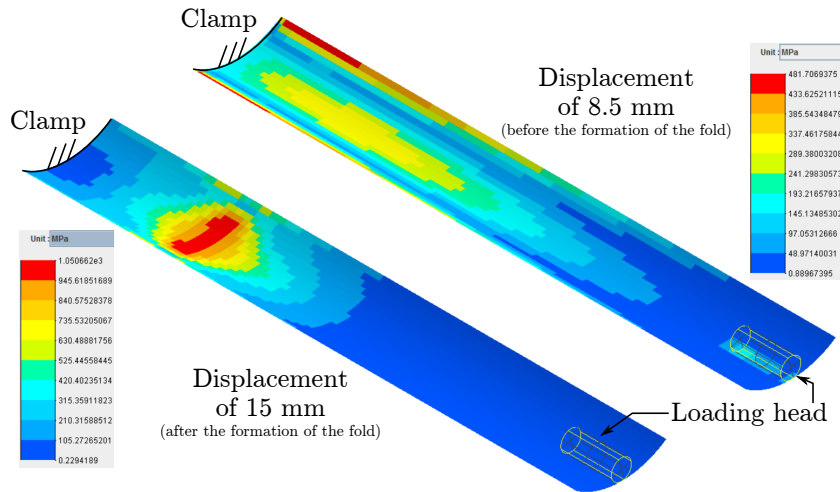 Clamp
Displacement
of 8.5 mm
(before the formation of the fold)
Unit : MPa
481.7069375
433.62521115
385.54348479
337.46175844
289.38003208
241.29830573
193.21657937
145.13485302
97.05312666
48.97140031
0.88967395
Clamp
Unit : MPa
1.050662e3
945.61851689
840.57528378
735.53205067
630.48881756
525.44558445
420.40235134
315.35911823
210.31588512
105.27265201
0.2294189
Displacement
of 15 mm
(after the formation of the fold)
Loading head